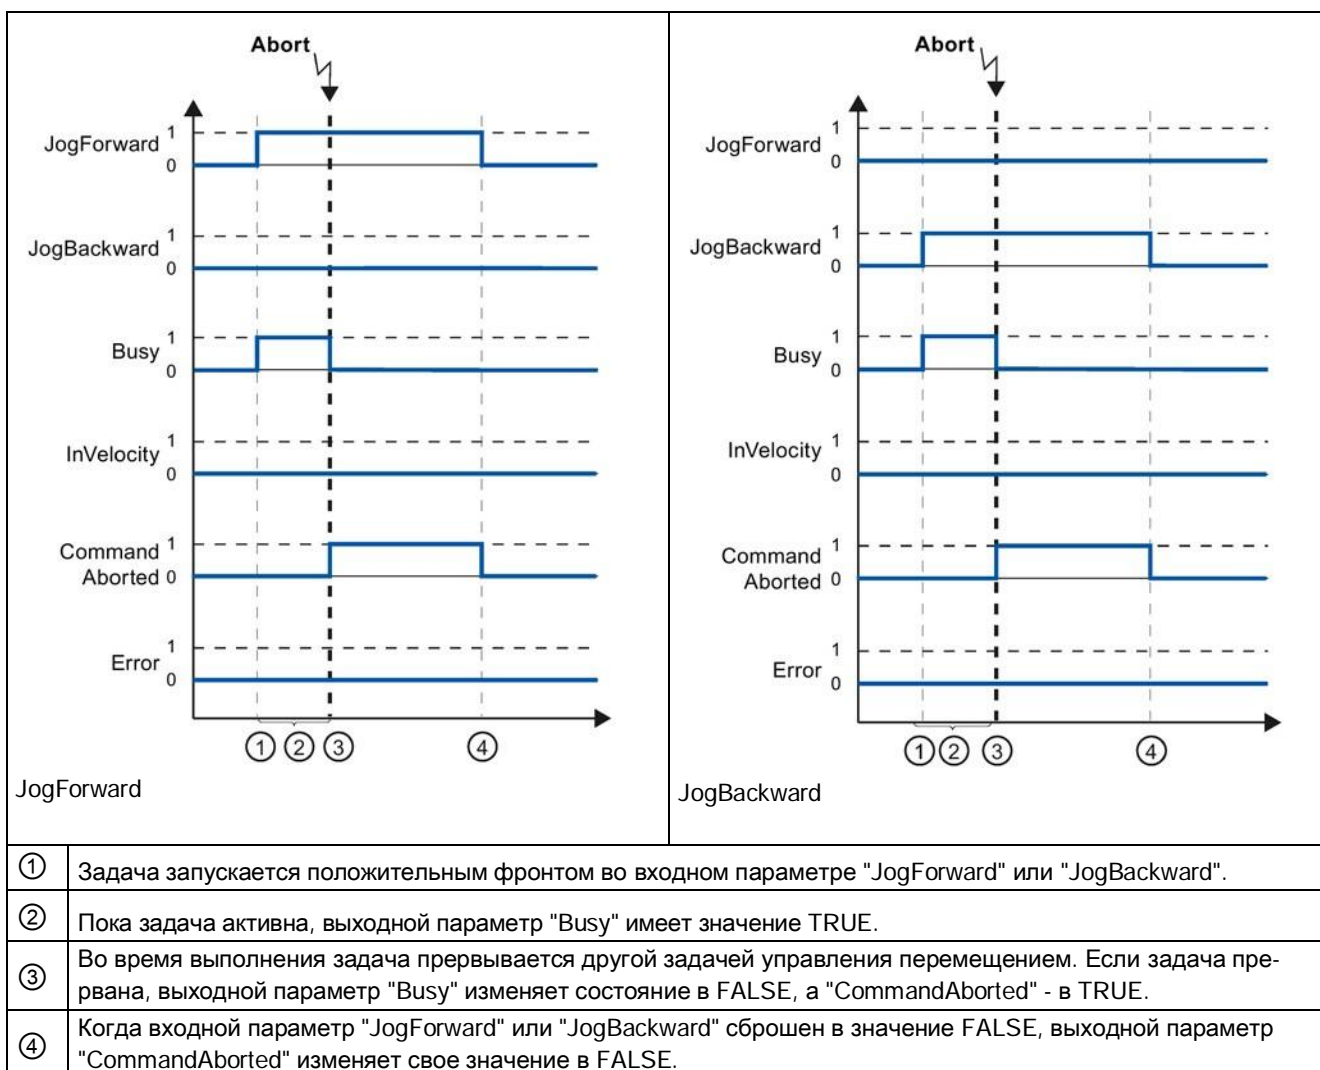 Abort
JogForward 1
0
JogBackward 1
0
Busy 1
0
InVelocity 1
0
Command 1
Aborted 0
Error 1
0
① ② ③ ④
JogForward
Abort
JogForward 1
0
JogBackward 1
0
Busy 1
0
InVelocity 1
0
Command 1
Aborted 0
Error 1
0
① ② ③ ④
JogBackward
① Задача запускается положительным фронтом во входном параметре "JogForward" или "JogBackward".
② Пока задача активна, выходной параметр "Busy" имеет значение TRUE.
③ Во время выполнения задача прерывается другой задачей управления перемещением. Если задача пре-
рвана, выходной параметр "Busy" изменяет состояние в FALSE, а "CommandAborted" - в TRUE.
④ Когда входной параметр "JogForward" или "JogBackward" сброшен в значение FALSE, выходной параметр
"CommandAborted" изменяет свое значение в FALSE.